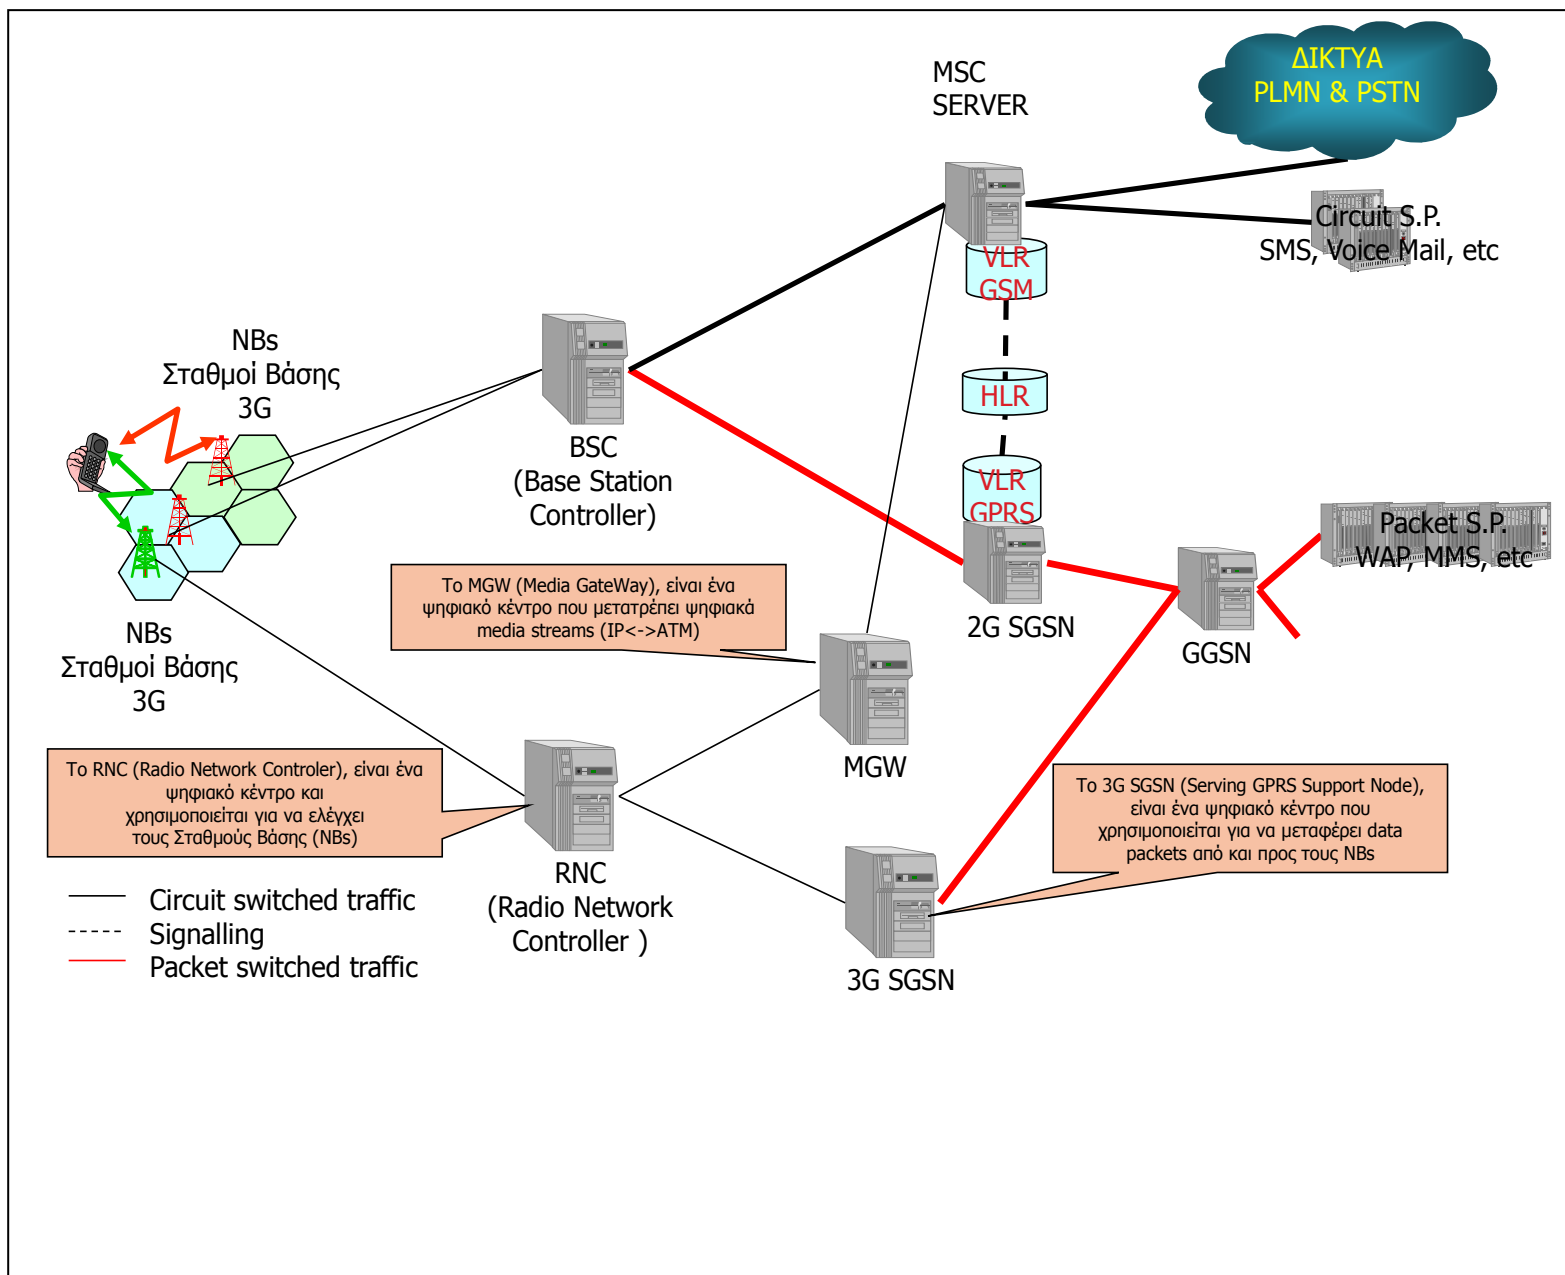 ΔΙΚΤΥΑ
PLMN & PSTN
MSC
SERVER
Circuit S.P.
SMS, Voice Mail, etc
VLR
GSM
HLR
VLR
GPRS
NBs
Σταθμοί Βάσης
3G
BSC
(Base Station
Controller)
Packet S.P.
WAP, MMS, etc
2G SGSN
GGSN
Το MGW (Media GateWay), είναι ένα
ψηφιακό κέντρο που μετατρέπει ψηφιακά
media streams (IP<->ATM)
NBs
Σταθμοί Βάσης
3G
MGW
Το RNC (Radio Network Controler), είναι ένα
ψηφιακό κέντρο και
χρησιμοποιείται για να ελέγχει
τους Σταθμούς Βάσης (NBs)
Το 3G SGSN (Serving GPRS Support Node),
είναι ένα ψηφιακό κέντρο που
χρησιμοποιείται για να μεταφέρει data
packets από και προς τους NBs
RNC
(Radio Network
Controller )
3G SGSN
Circuit switched traffic
Signalling
Packet switched traffic